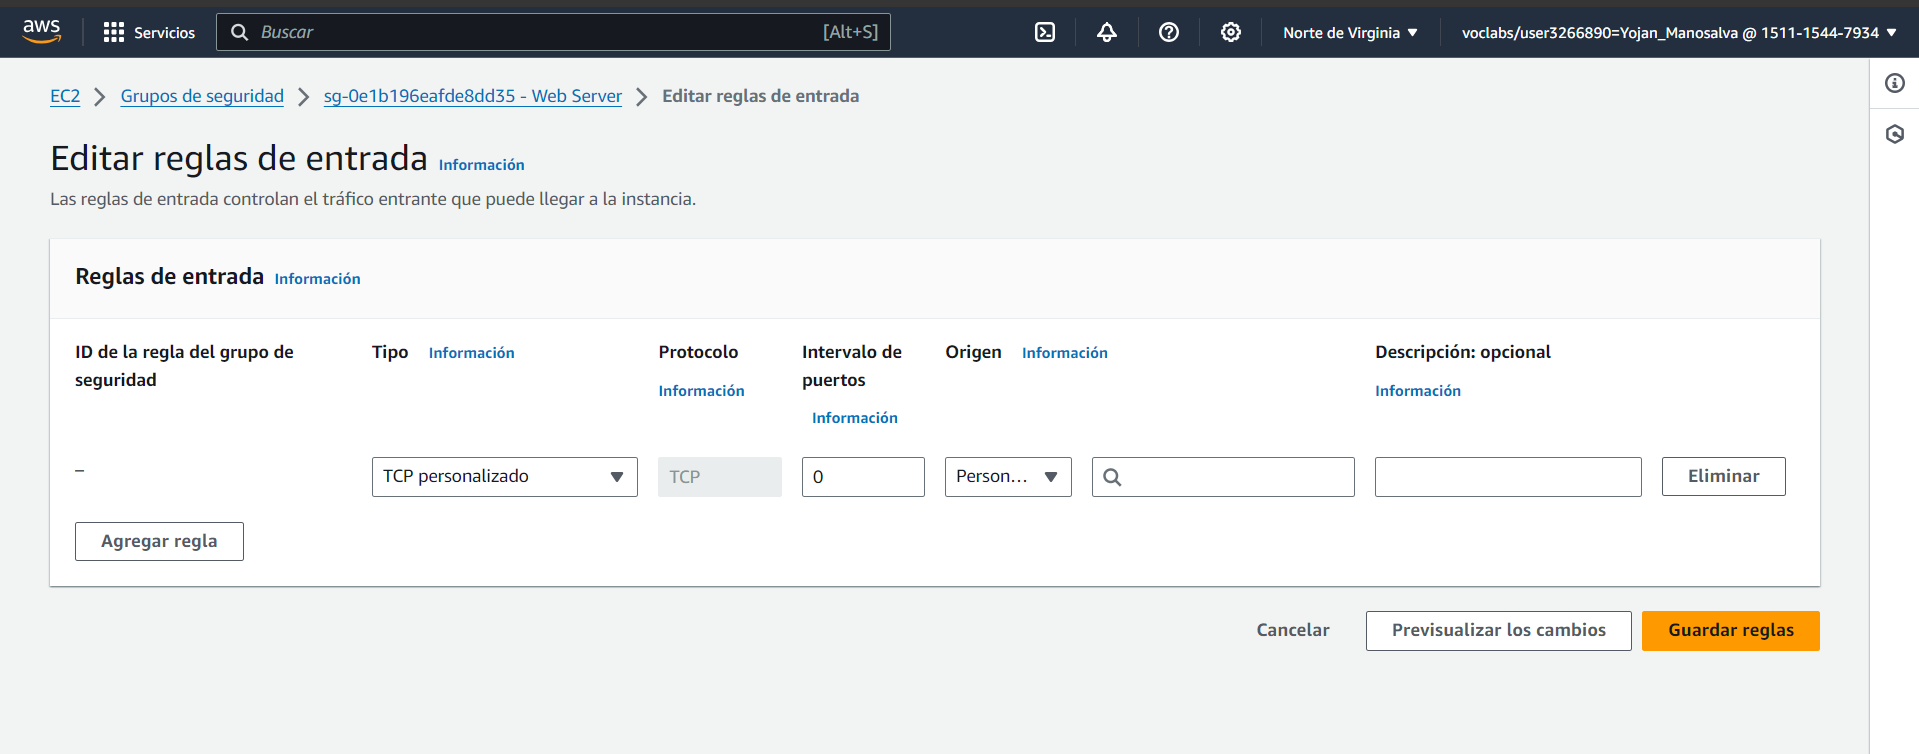 aws
Servicios
Buscar
[Alt+S]
Norte de Virginia
voclabs/user3266890=Yojan_Manosalva @ 1511-1544-7934
EC2
Grupos de seguridad
sg-0e1b196eafde8dd35 - Web Server
Editar reglas de entrada
Editar reglas de entrada
Información
Las reglas de entrada controlan el tráfico entrante que puede llegar a la instancia.
Reglas de entrada
Información
ID de la regla del grupo de
seguridad
Tipo
Información
Protocolo
Información
Intervalo de
puertos
Información
Origen
Información
Descripción: opcional
Información
–
TCP personalizado
TCP
0
Person...
Eliminar
Agregar regla
Cancelar
Previsualizar los cambios
Guardar reglas